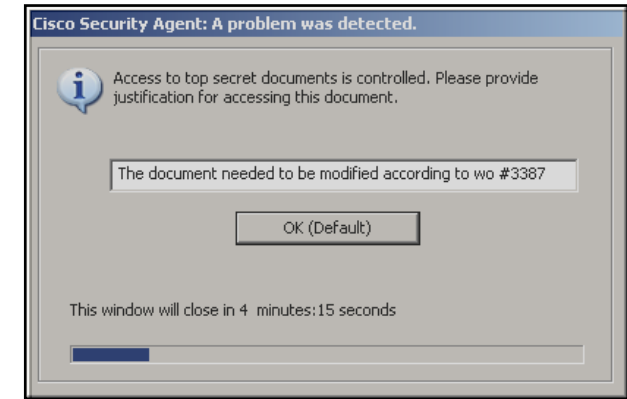 Cisco Security Agent: A problem was detected.
Access to top secret documents is controlled. Please provide
justification for accessing this document.
The document needed to be modified according to wo #3387
OK (Default)
This window will close in 4 minutes:15 seconds